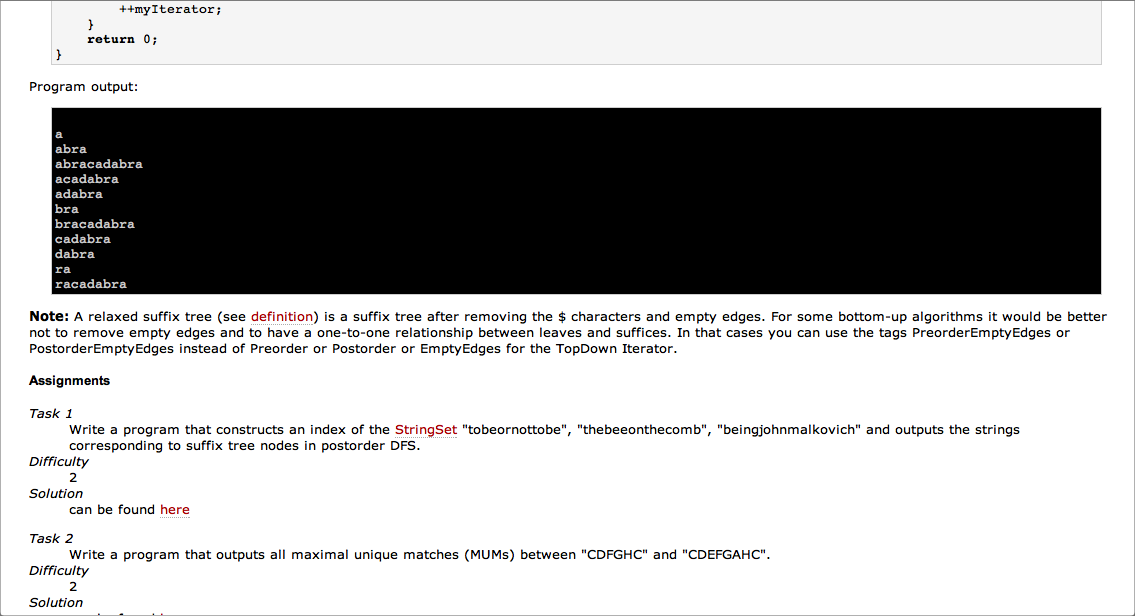 ++myIterator;
}
return 0;
}
Program output:
a
abra
abracadabra
acadabra
adabra
bra
bracadabra
cadabra
dabra
ra
racadabra
Note: A relaxed suffix tree (see definition) is a suffix tree after removing the $ characters and empty edges. For some bottom-up algorithms it would be better
not to remove empty edges and to have a one-to-one relationship between leaves and suffices. In that cases you can use the tags PreorderEmptyEdges or
PostorderEmptyEdges instead of Preorder or Postorder or EmptyEdges for the TopDown Iterator.
Assignments
Task 1
Write a program that constructs an index of the StringSet "tobeornottobe", "thebeeonthecomb", "beingjohnmalkovich" and outputs the strings
corresponding to suffix tree nodes in postorder DFS.
Difficulty
2
Solution
can be found here
Task 2
Write a program that outputs all maximal unique matches (MUMs) between "CDFGHC" and "CDEFGAHC".
Difficulty
2
Solution